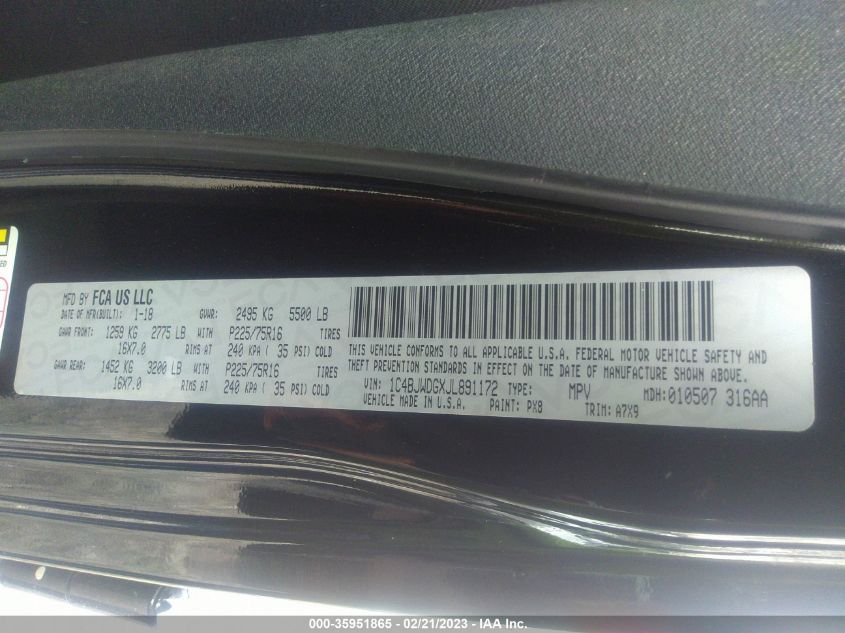 MFD BY FCA US LLC
DATE OF MFR(BUILT): 1-18 GVWR: 2495 KG 5500 LB
GAWR FRONT: 1259 KG 2775 LB WITH P225/75R16 TIRES
16X7.0 RIMS AT 240 KPA ( 35 PSI) COLD
GAWR REAR: 1452 KG 3200 LB WITH P225/75R16 TIRES
16X7.0 RIMS AT 240 KPA ( 35 PSI) COLD
THIS VEHICLE CONFORMS TO ALL APPLICABLE U.S.A. FEDERAL MOTOR VEHICLE SAFETY AND
THEFT PREVENTION STANDARDS IN EFFECT ON THE DATE OF MANUFACTURE SHOWN ABOVE.
VIN: 1C4BJWDGXJL891172 TYPE: MPV MDH: 010507 316AA
VEHICLE MADE IN U.S.A. PAINT: PX8 TRIM: A7X9
000-35951865 - 02/21/2023 - IAA Inc.